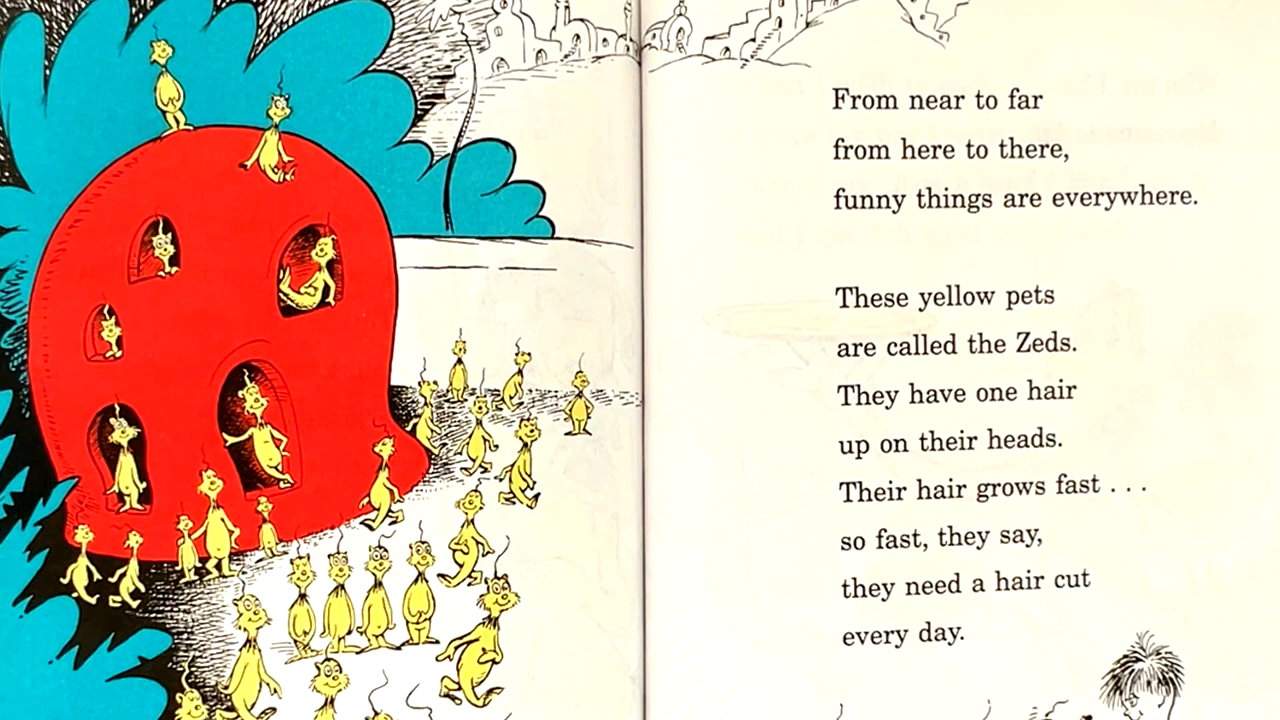 From near to far
from here to there,
funny things are everywhere.
These yellow pets
are called the Zeds.
They have one hair
up on their heads.
Their hair grows fast . . .
so fast, they say,
they need a hair cut
every day.